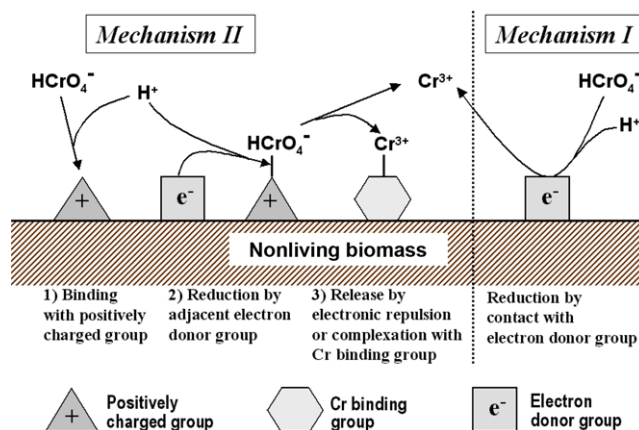 Mechanism II
Mechanism I
HCrO₄⁻
H⁺
HCrO₄⁻
Cr³⁺
Cr³⁺
HCrO₄⁻
H⁺
+
e⁻
+
e⁻
Nonliving biomass
1) Binding
with positively
charged group
2) Reduction by
adjacent electron
donor group
3) Release by
electronic repulsion
or complexation with
Cr binding group
Reduction by
contact with
electron donor group
+
Positively
charged group
Cr binding
group
e⁻
Electron
donor group